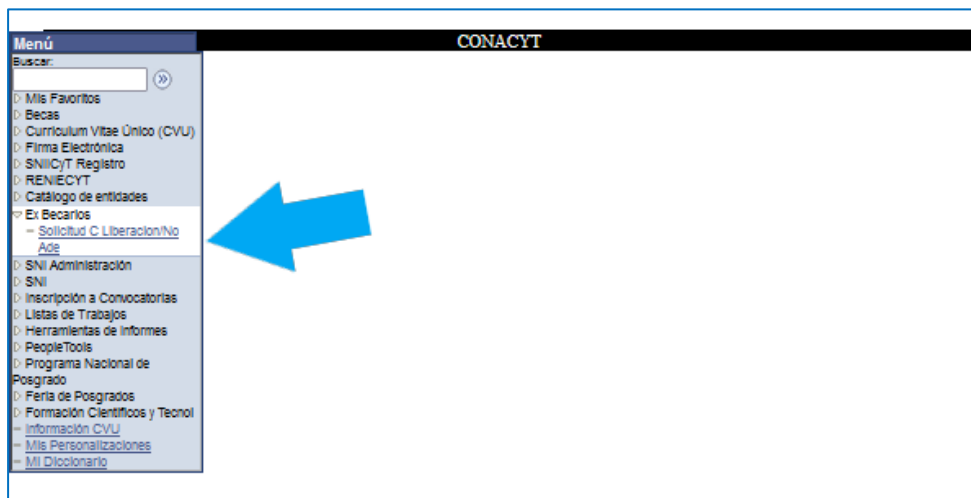 CONACYT
Menú
Buscar:
Mis Favoritos
Becas
Curriculum Vitae Único (CVU)
Firma Electrónica
SNIICyT Registro
RENIECYT
Catálogo de entidades
Ex Becarios
Solicitud C Liberacion/No
Ade
SNI Administración
SNI
Inscripción a Convocatorias
Listas de Trabajos
Herramientas de Informes
PeopleTools
Programa Nacional de
Posgrado
Feria de Posgrados
Formación Científicos y Tecnol
Información CVU
Mis Personalizaciones
Mi Diccionario